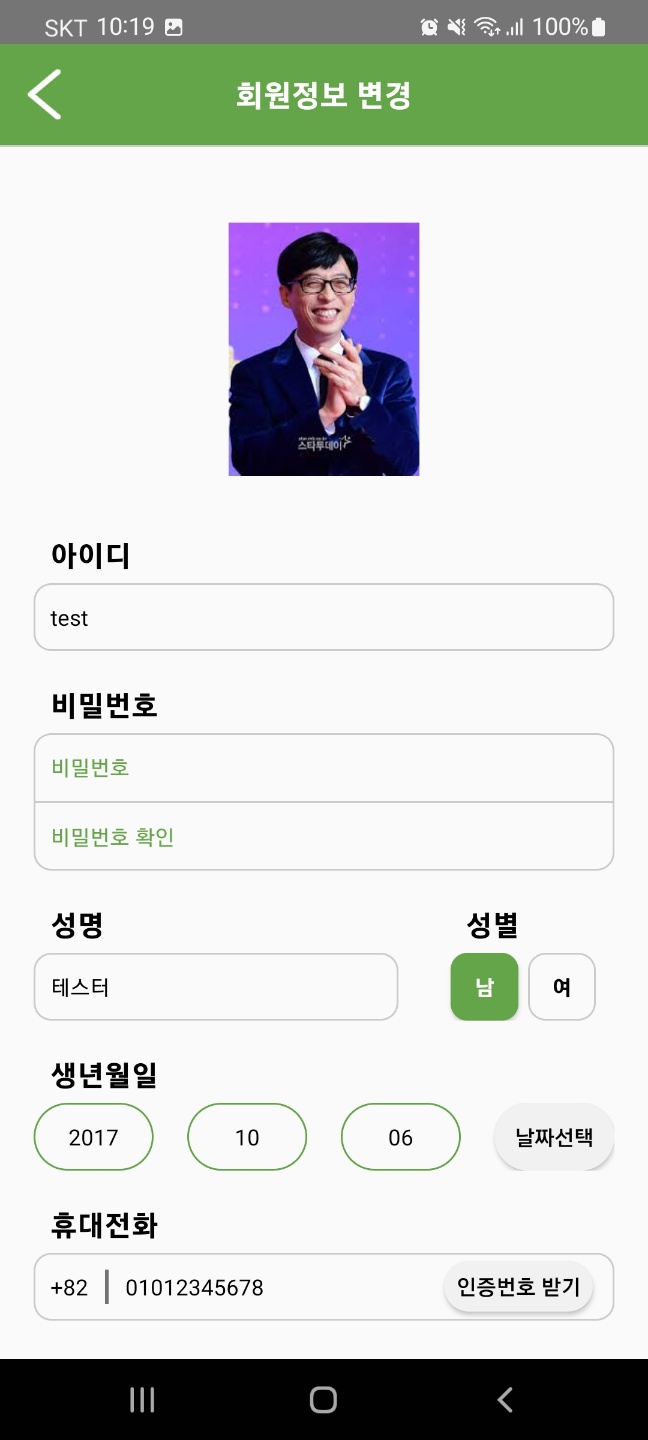 SKT 10:19 100%
회원정보 변경
스타투데이
아이디
test
비밀번호
비밀번호
비밀번호 확인
성명 성별
테스터 남 여
생년월일
2017 10 06 날짜선택
휴대전화
+82 01012345678 인증번호 받기